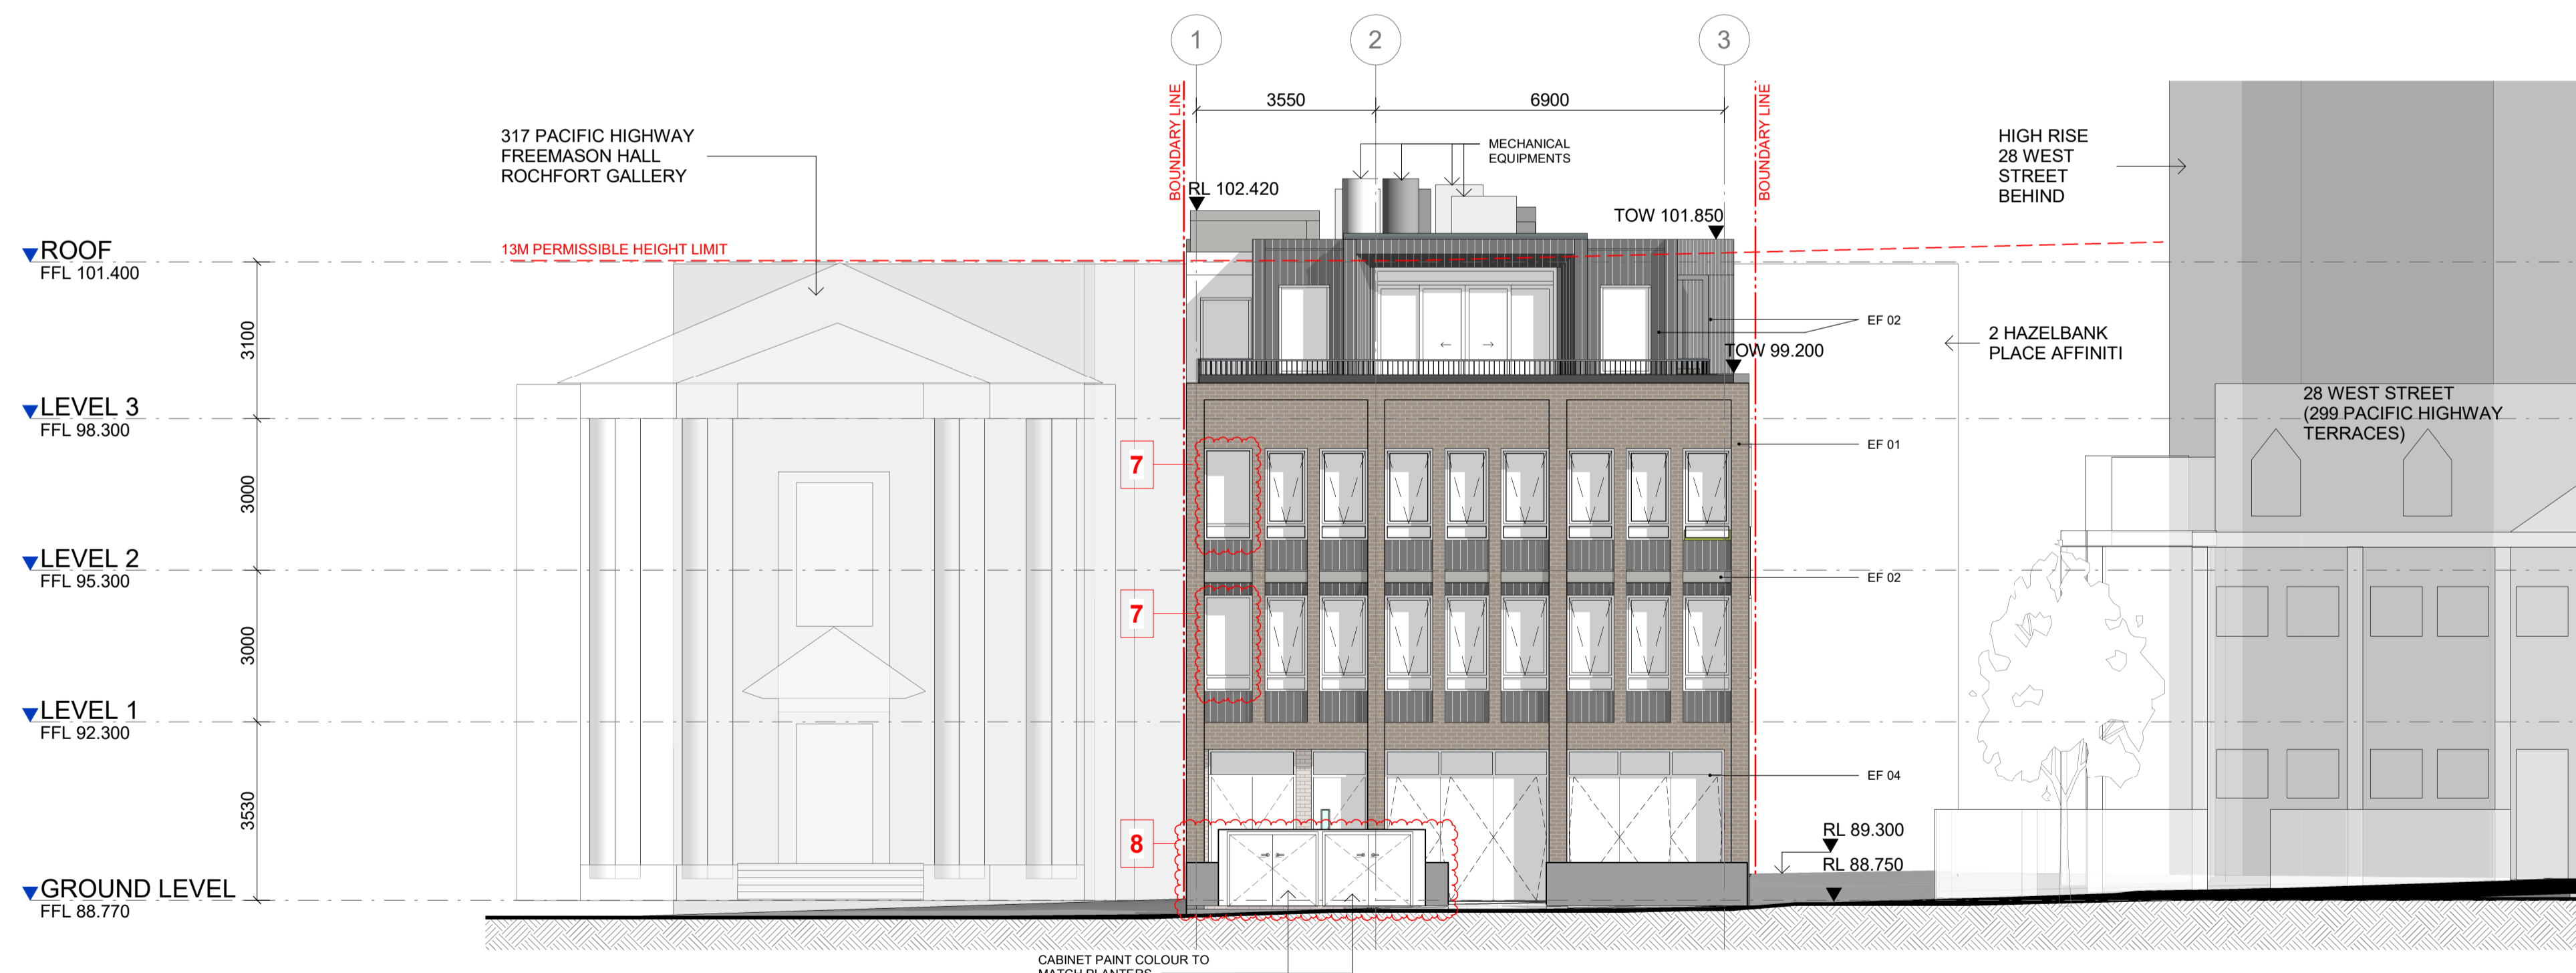 1
2
3
BOUNDARY LINE
BOUNDARY LINE
3550
6900
317 PACIFIC HIGHWAY
FREEMASON HALL
ROCHFORT GALLERY
MECHANICAL
EQUIPMENTS
HIGH RISE
28 WEST
STREET
BEHIND
RL 102.420
TOW 101.850
13M PERMISSIBLE HEIGHT LIMIT
ROOF
FFL 101.400
3100
EF 02
2 HAZELBANK
PLACE AFFINITI
TOW 99.200
LEVEL 3
FFL 98.300
28 WEST STREET
(299 PACIFIC HIGHWAY
TERRACES)
EF 01
7
3000
LEVEL 2
FFL 95.300
EF 02
7
3000
LEVEL 1
FFL 92.300
EF 04
3530
8
RL 89.300
RL 88.750
GROUND LEVEL
FFL 88.770
CABINET PAINT COLOUR TO
MATCH PLANTERS